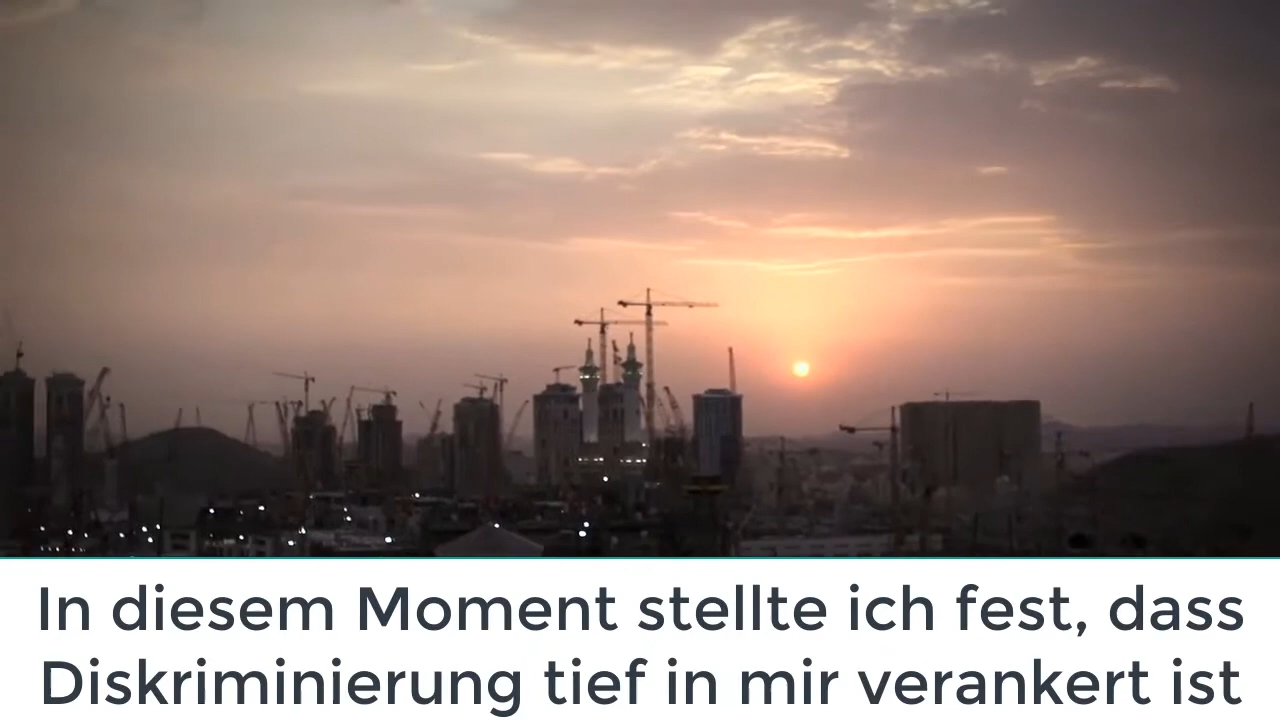 In diesem Moment stellte ich fest, dass
Diskriminierung tief in mir verankert ist